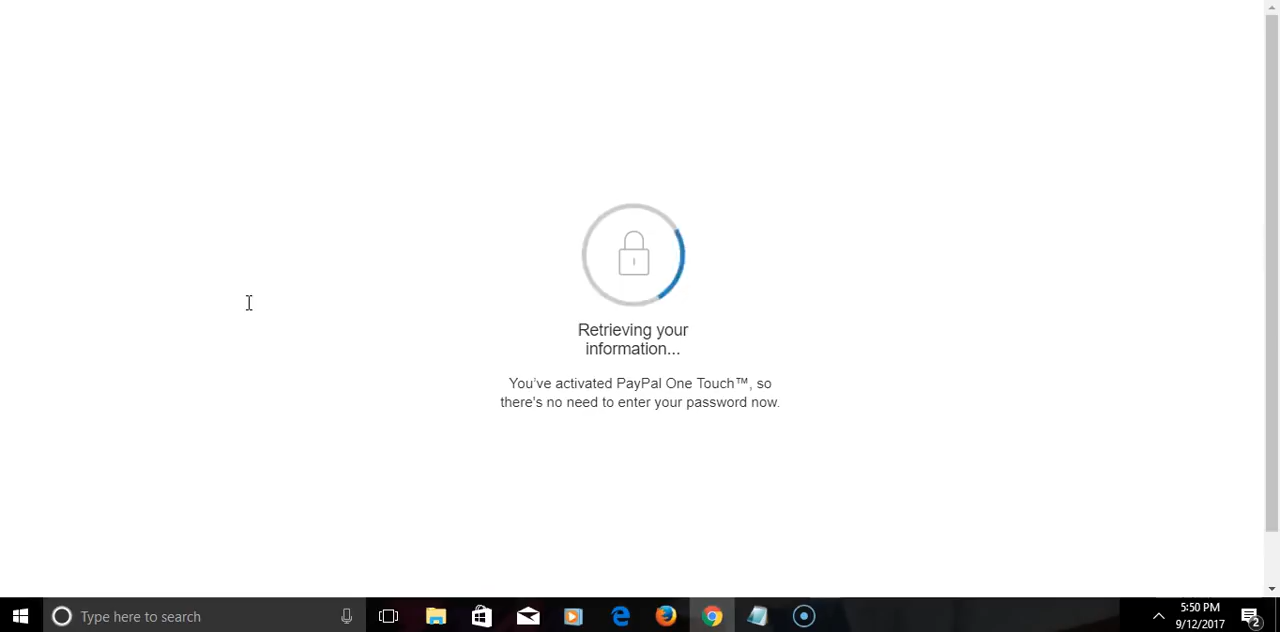 Retrieving your
information...
You've activated PayPal One Touch™, so
there's no need to enter your password now.
Type here to search
5:50 PM
9/12/2017
2